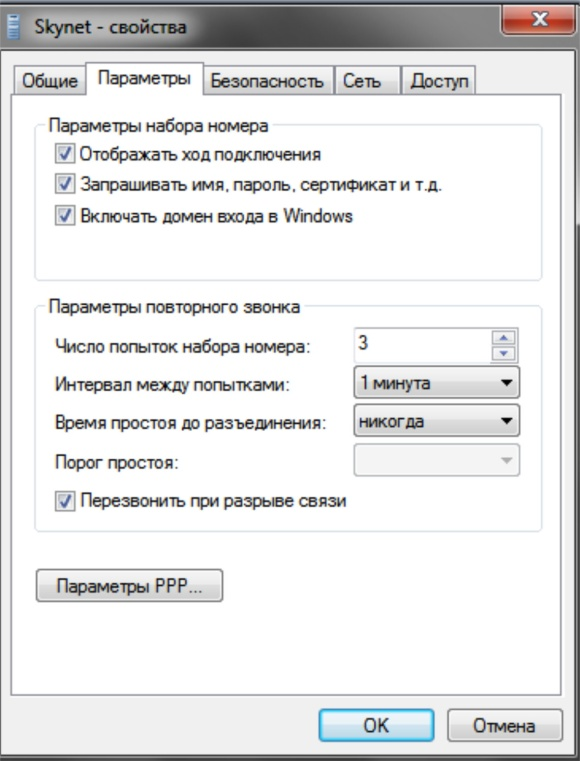 Skynet - свойства
Общие Параметры Безопасность Сеть Доступ
Параметры набора номера
Отображать ход подключения
Запрашивать имя, пароль, сертификат и т.д.
Включать домен входа в Windows
Параметры повторного звонка
Число попыток набора номера: 3
Интервал между попытками: 1 минута
Время простоя до разъединения: никогда
Порог простоя:
Перезвонить при разрыве связи
Параметры PPP...
OK Отмена